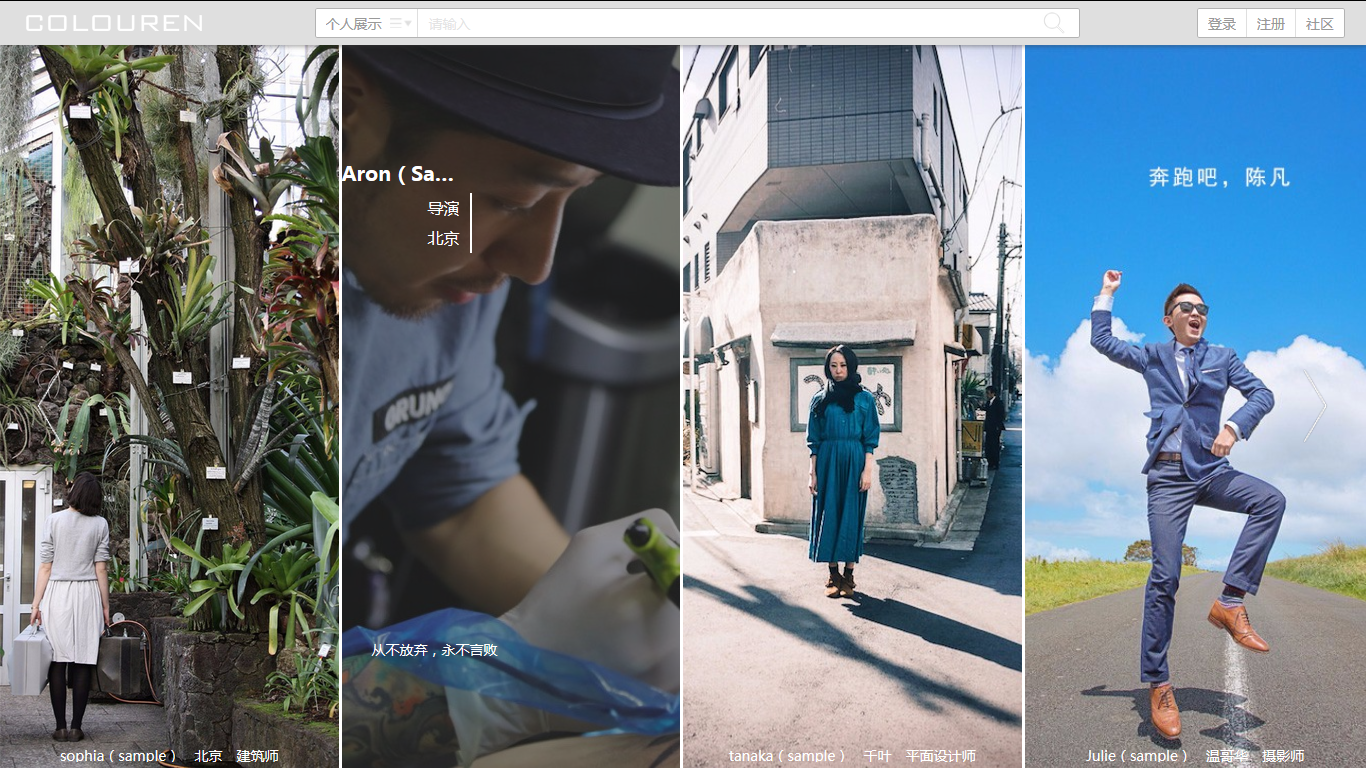 COLOUREN
个人展示
请输入
登录
注册
社区
Aron（Sa...
导演
北京
从不放弃，永不言败
奔跑吧，陈凡
sophia（sample） 北京 建筑师
tanaka（sample） 千叶 平面设计师
Julie（sample） 温哥华 摄影师